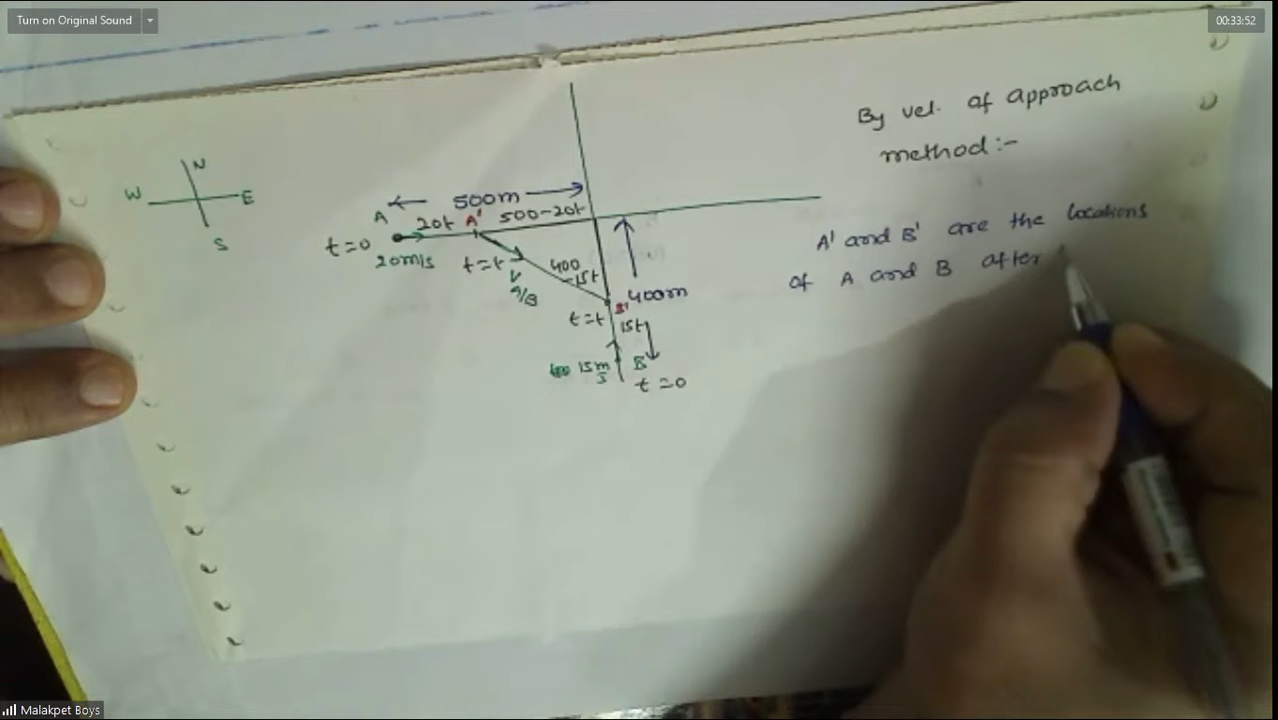 Turn on Original Sound
00:33:52
By vel. of approach
method:-
N
W
E
S
500m
A
20t
A'
500-20t
t=0
20m/s
t=t
V
A/B
400
-15t
A' and B' are the locations
of A and B after
400m
t=t
B'
15t
15 m/s
B
t=0
Malakpet Boys